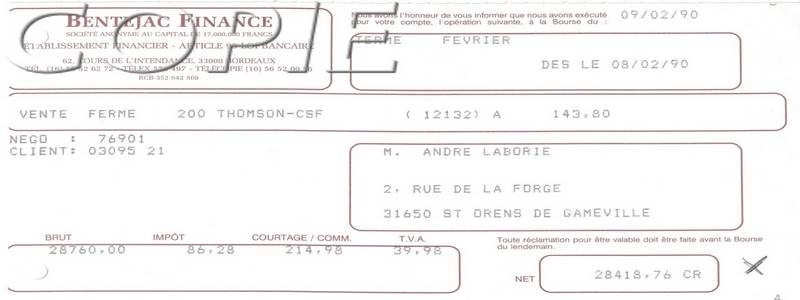 BENTEJAC FINANCE
SOCIÉTÉ ANONYME AU CAPITAL DE 17.000.000 FRANCS
ÉTABLISSEMENT FINANCIER - ARTICLE 99 LOI BANCAIRE
62, COURS DE L'INTENDANCE, 33000 BORDEAUX
RCB 352 842 508
COPIE
Nous avons l'honneur de vous informer que nous avons exécuté
pour votre compte, l'opération suivante, à la Bourse du :
09/02/90
TERME FEVRIER
DES LE 08/02/90
VENTE FERME 200 THOMSON-CSF ( 12132) A 143,80
NEGO : 76901
CLIENT: 03095 21
M. ANDRE LABORIE
2, RUE DE LA FORGE
31650 ST ORENS DE GAMEVILLE
BRUT IMPÔT COURTAGE / COMM. T.V.A.
28760,00 86,28 214,98 39,98
Toute réclamation pour être valable doit être faite avant la Bourse
du lendemain.
NET 28418,76 CR